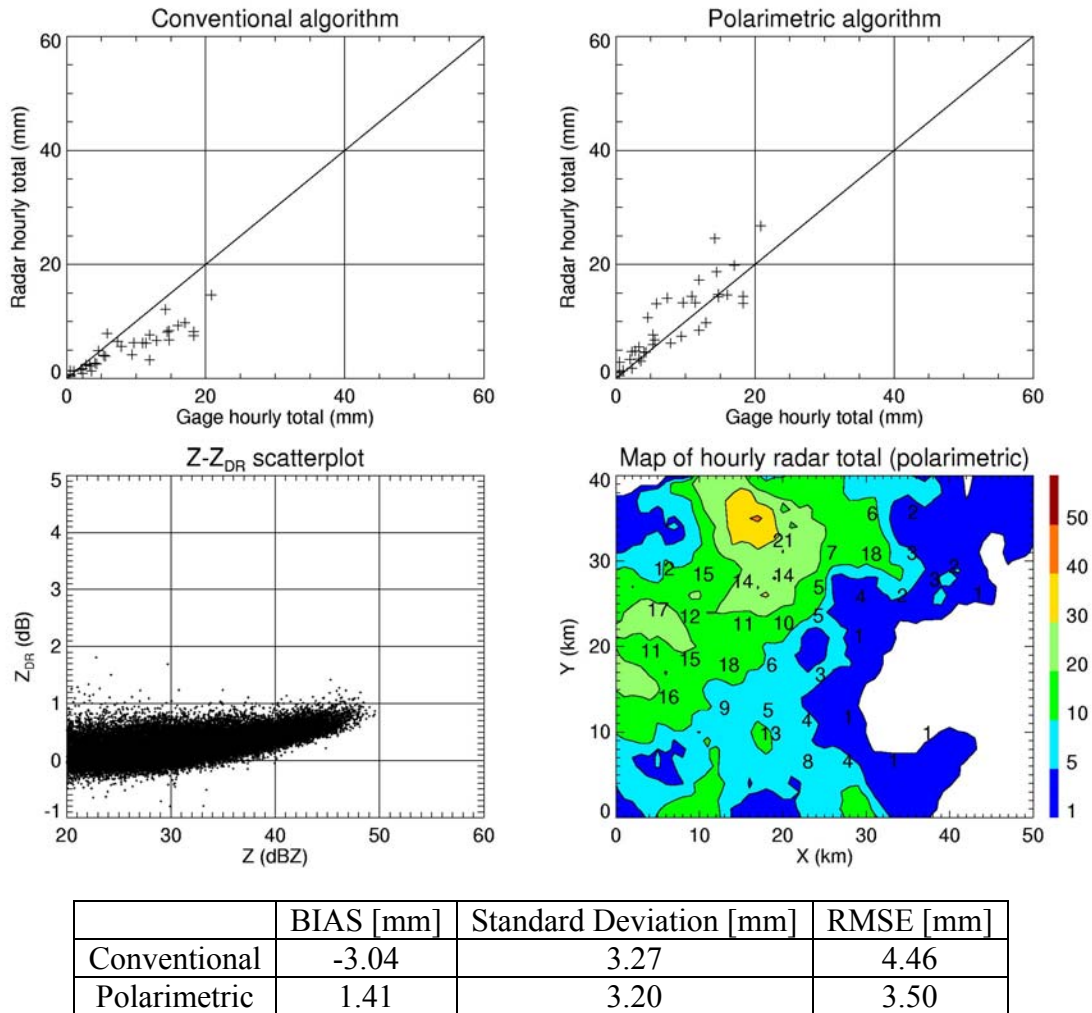 Conventional algorithm
60
40
20
0
Radar hourly total (mm)
0 20 40 60
Gage hourly total (mm)
Polarimetric algorithm
60
40
20
0
Radar hourly total (mm)
0 20 40 60
Gage hourly total (mm)
Z-ZDR scatterplot
5
4
3
2
1
0
-1
ZDR (dB)
20 30 40 50 60
Z (dBZ)
Map of hourly radar total (polarimetric)
40
30
20
10
0
Y (km)
6 2
21
7 18 3
12 15 14 14 7 2
3
4 2 1
17 12 11 10 5
1
11 15 18 6
3
16 9 5 4 1
13 1
8 4 1
0 10 20 30 40 50
X (km)
50
40
30
20
10
5
1
BIAS [mm] Standard Deviation [mm] RMSE [mm]
Conventional -3.04 3.27 4.46
Polarimetric 1.41 3.20 3.50